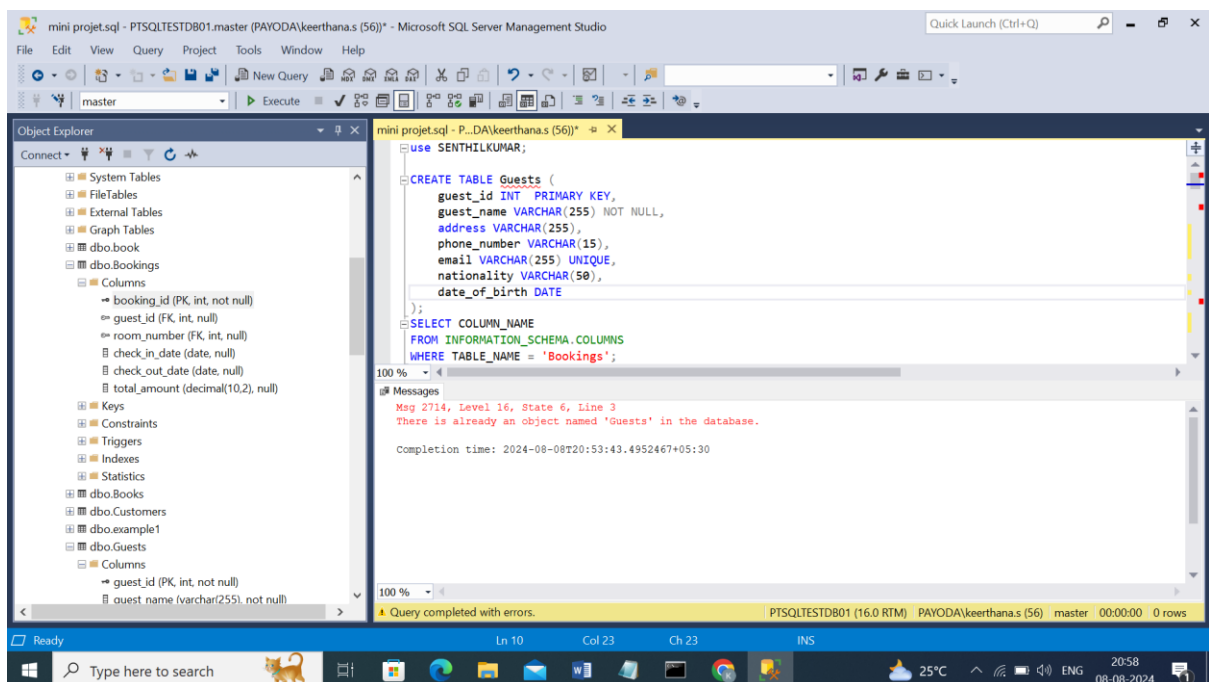 mini projet.sql - PTSQLTESTDB01.master (PAYODA\keerthana.s (56))* - Microsoft SQL Server Management Studio
Quick Launch (Ctrl+Q)
File Edit View Query Project Tools Window Help
New Query
master
Execute
Object Explorer
mini projet.sql - P...DA\keerthana.s (56))*
Connect
System Tables
FileTables
External Tables
Graph Tables
dbo.book
dbo.Bookings
Columns
booking_id (PK, int, not null)
guest_id (FK, int, null)
room_number (FK, int, null)
check_in_date (date, null)
check_out_date (date, null)
total_amount (decimal(10,2), null)
Keys
Constraints
Triggers
Indexes
Statistics
dbo.Books
dbo.Customers
dbo.example1
dbo.Guests
Columns
guest_id (PK, int, not null)
guest_name (varchar(255), not null)
use SENTHILKUMAR;
CREATE TABLE Guests (
guest_id INT  PRIMARY KEY,
guest_name VARCHAR(255) NOT NULL,
address VARCHAR(255),
phone_number VARCHAR(15),
email VARCHAR(255) UNIQUE,
nationality VARCHAR(50),
date_of_birth DATE
);
SELECT COLUMN_NAME
FROM INFORMATION_SCHEMA.COLUMNS
WHERE TABLE_NAME = 'Bookings';
100 %
Messages
Msg 2714, Level 16, State 6, Line 3
There is already an object named 'Guests' in the database.
Completion time: 2024-08-08T20:53:43.4952467+05:30
100 %
Query completed with errors.
PTSQLTESTDB01 (16.0 RTM) PAYODA\keerthana.s (56) master 00:00:00 0 rows
Ready
Ln 10 Col 23 Ch 23 INS
Type here to search
25°C
ENG
20:58
08-08-2024